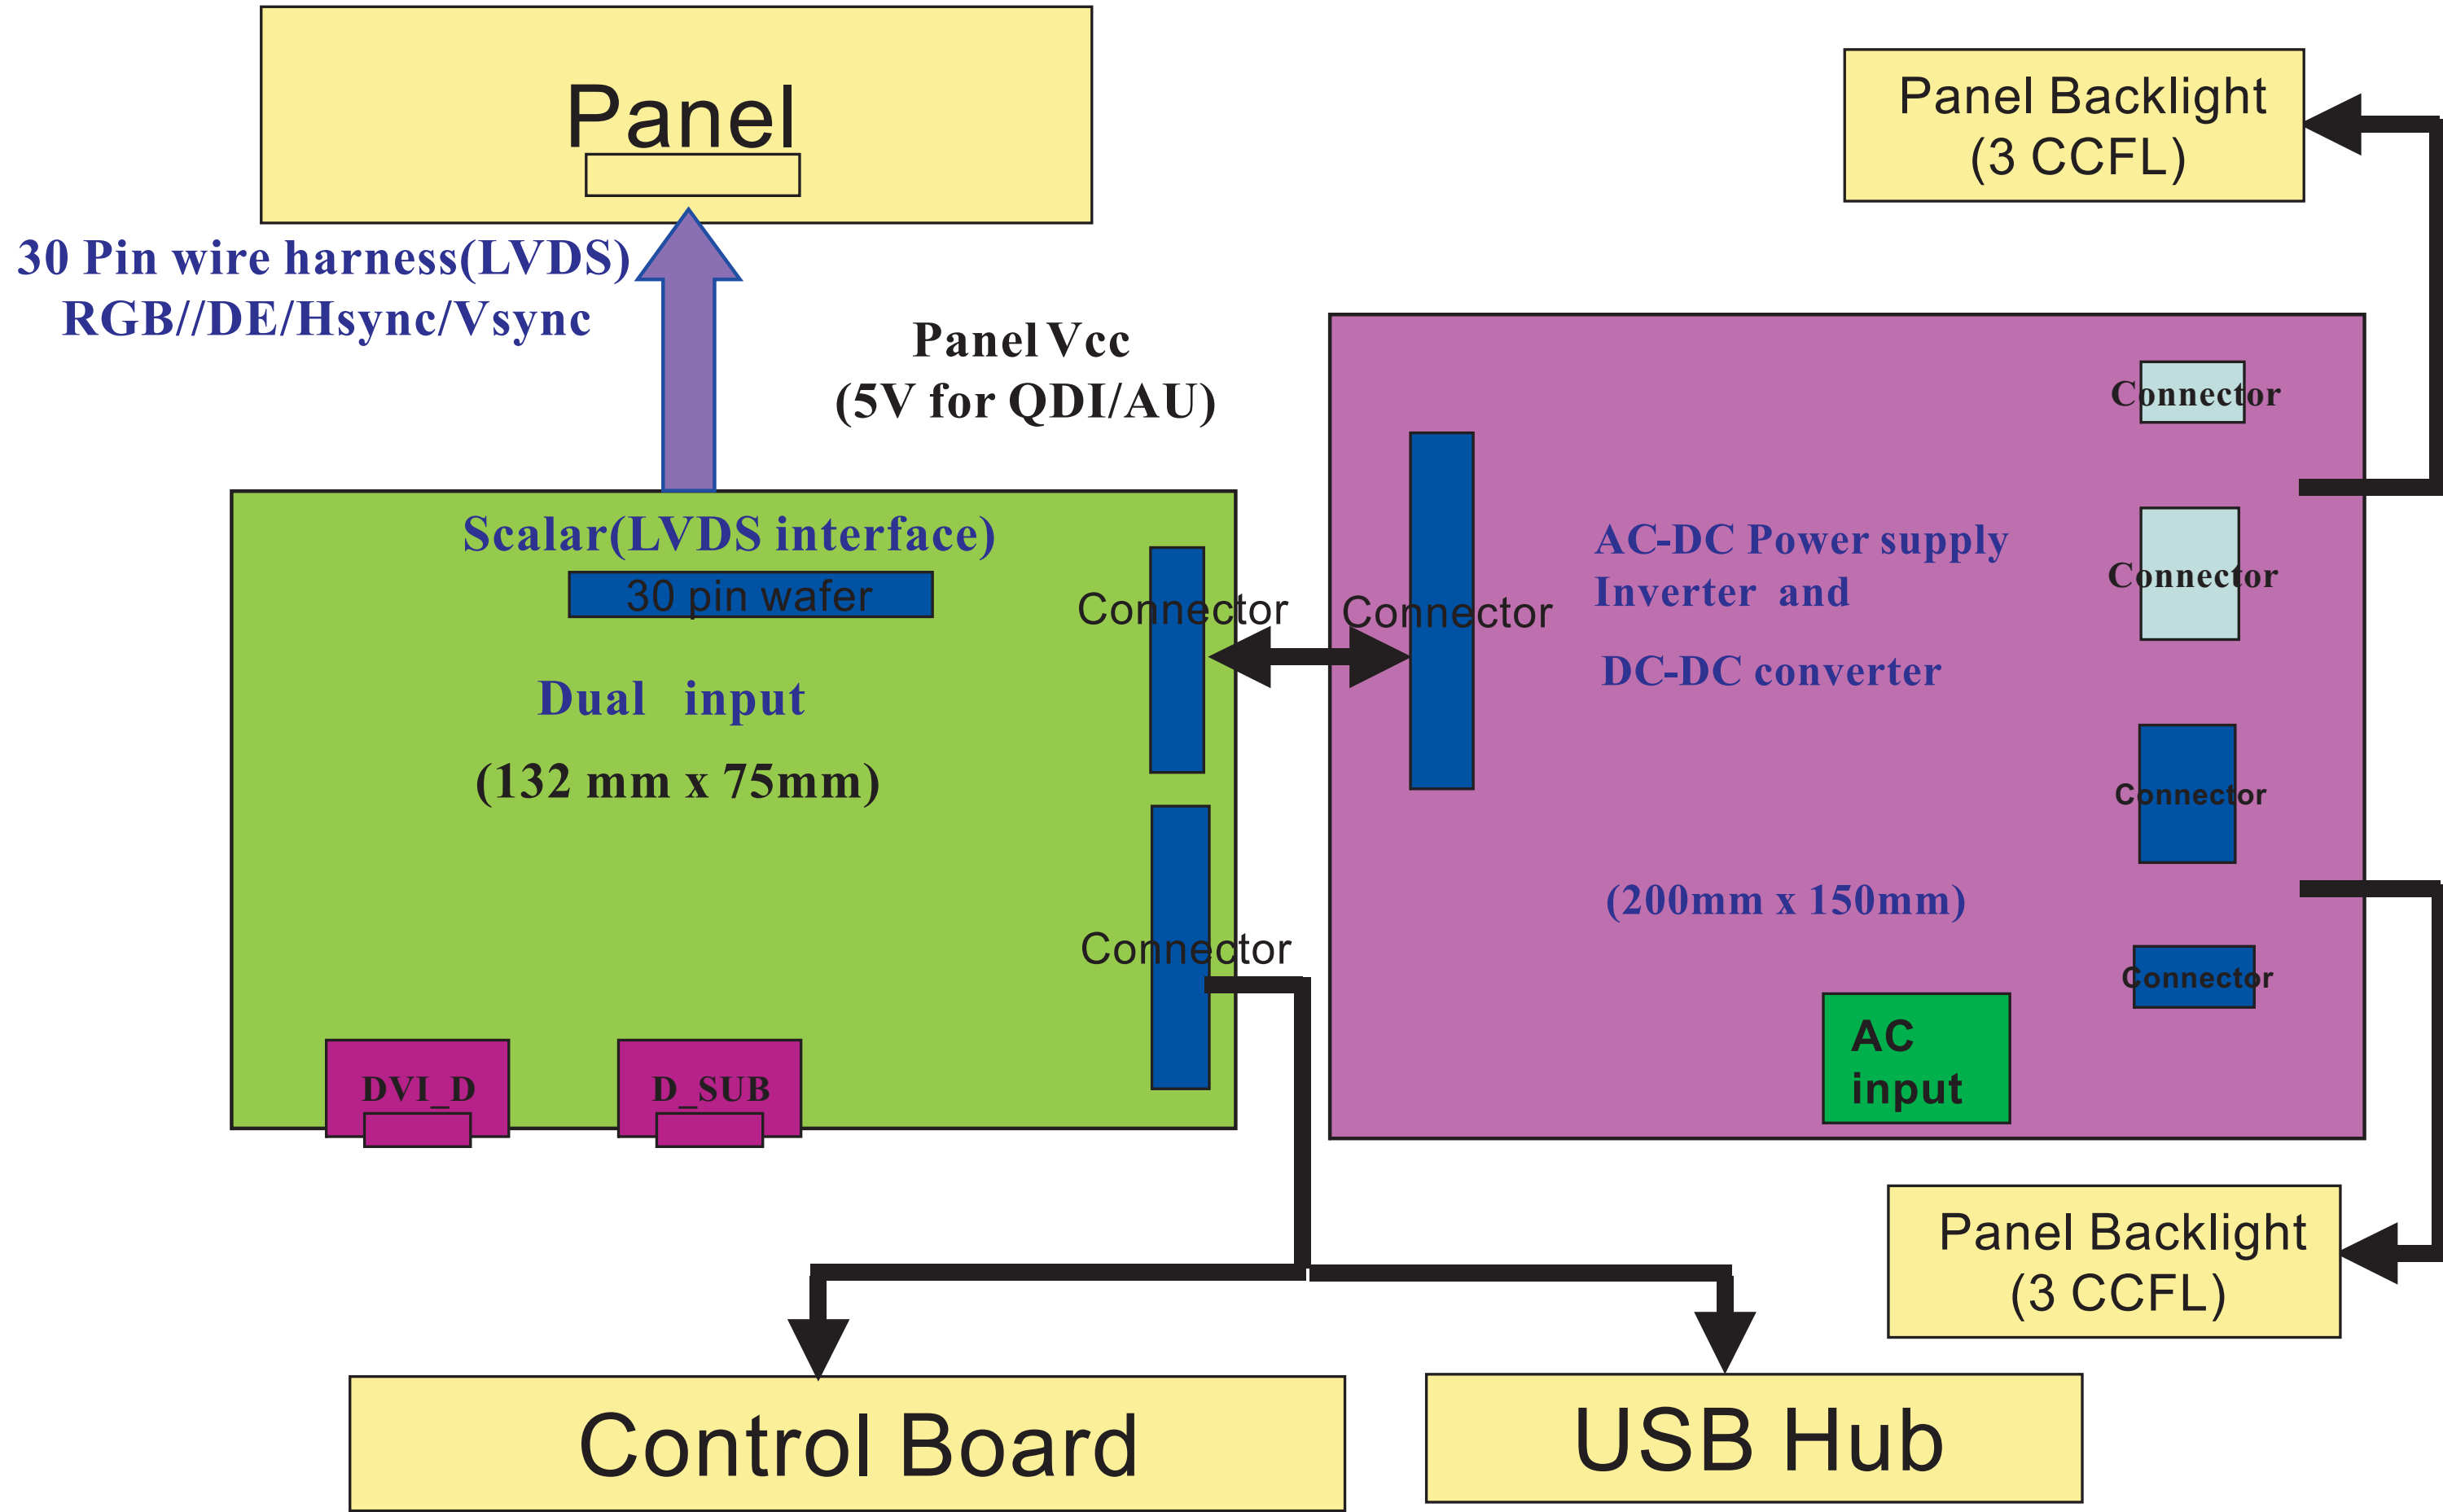 Panel
Panel Backlight
(3 CCFL)
30 Pin wire harness(LVDS)
RGB//DE/Hsync/Vsync
Panel Vcc
(5V for QDI/AU)
Scalar(LVDS interface)
30 pin wafer
Dual input
(132 mm x 75mm)
Connector
Connector
DVI_D
D_SUB
Connector
AC-DC Power supply
Inverter and
DC-DC converter
(200mm x 150mm)
Connector
Connector
Connector
Connector
AC
input
Panel Backlight
(3 CCFL)
Control Board
USB Hub